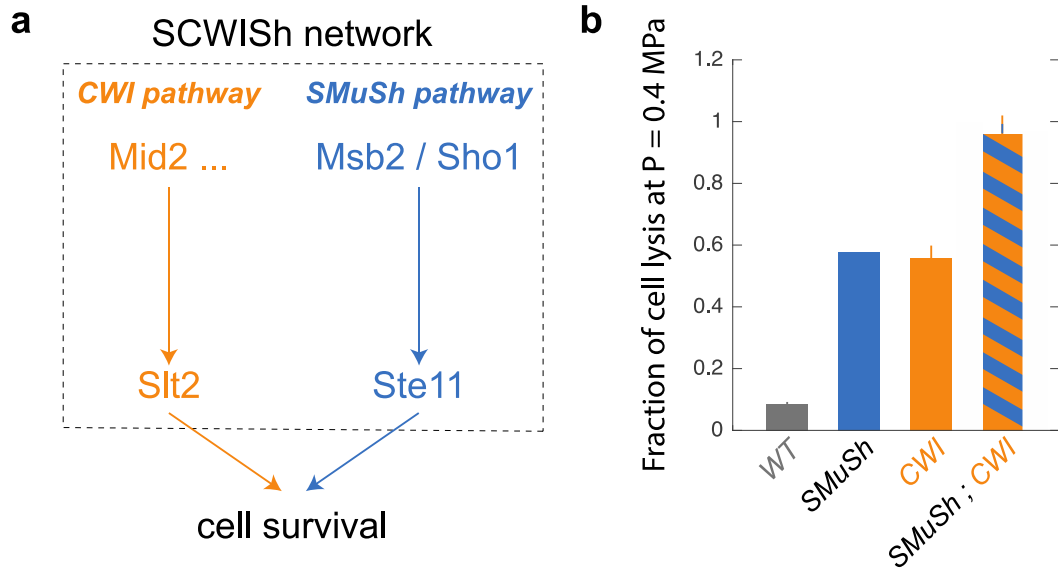 a
SCWISh network
CWI pathway
SMuSh pathway
Mid2 ...
Msb2 / Sho1
Slt2
Ste11
cell survival
b
Fraction of cell lysis at P = 0.4 MPa
1.2
1
0.8
0.6
0.4
0.2
0
WT
SMuSh
CWI
SMuSh ; CWI